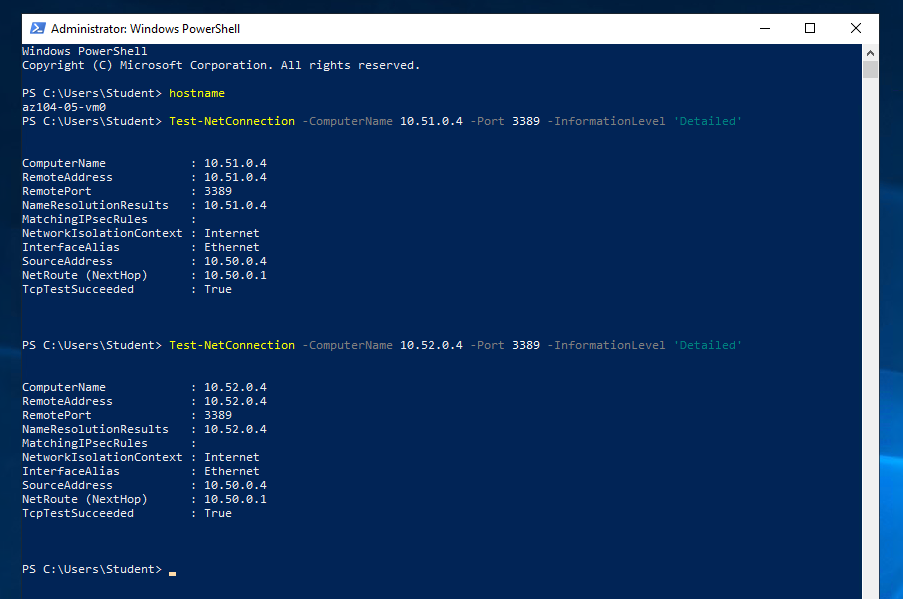 Administrator: Windows PowerShell
Windows PowerShell
Copyright (C) Microsoft Corporation. All rights reserved.
PS C:\Users\Student> hostname
az104-05-vm0
PS C:\Users\Student> Test-NetConnection -ComputerName 10.51.0.4 -Port 3389 -InformationLevel 'Detailed'
ComputerName            : 10.51.0.4
RemoteAddress           : 10.51.0.4
RemotePort              : 3389
NameResolutionResults   : 10.51.0.4
MatchingIPsecRules      :
NetworkIsolationContext : Internet
InterfaceAlias          : Ethernet
SourceAddress           : 10.50.0.4
NetRoute (NextHop)      : 10.50.0.1
TcpTestSucceeded        : True
PS C:\Users\Student> Test-NetConnection -ComputerName 10.52.0.4 -Port 3389 -InformationLevel 'Detailed'
ComputerName            : 10.52.0.4
RemoteAddress           : 10.52.0.4
RemotePort              : 3389
NameResolutionResults   : 10.52.0.4
MatchingIPsecRules      :
NetworkIsolationContext : Internet
InterfaceAlias          : Ethernet
SourceAddress           : 10.50.0.4
NetRoute (NextHop)      : 10.50.0.1
TcpTestSucceeded        : True
PS C:\Users\Student> _